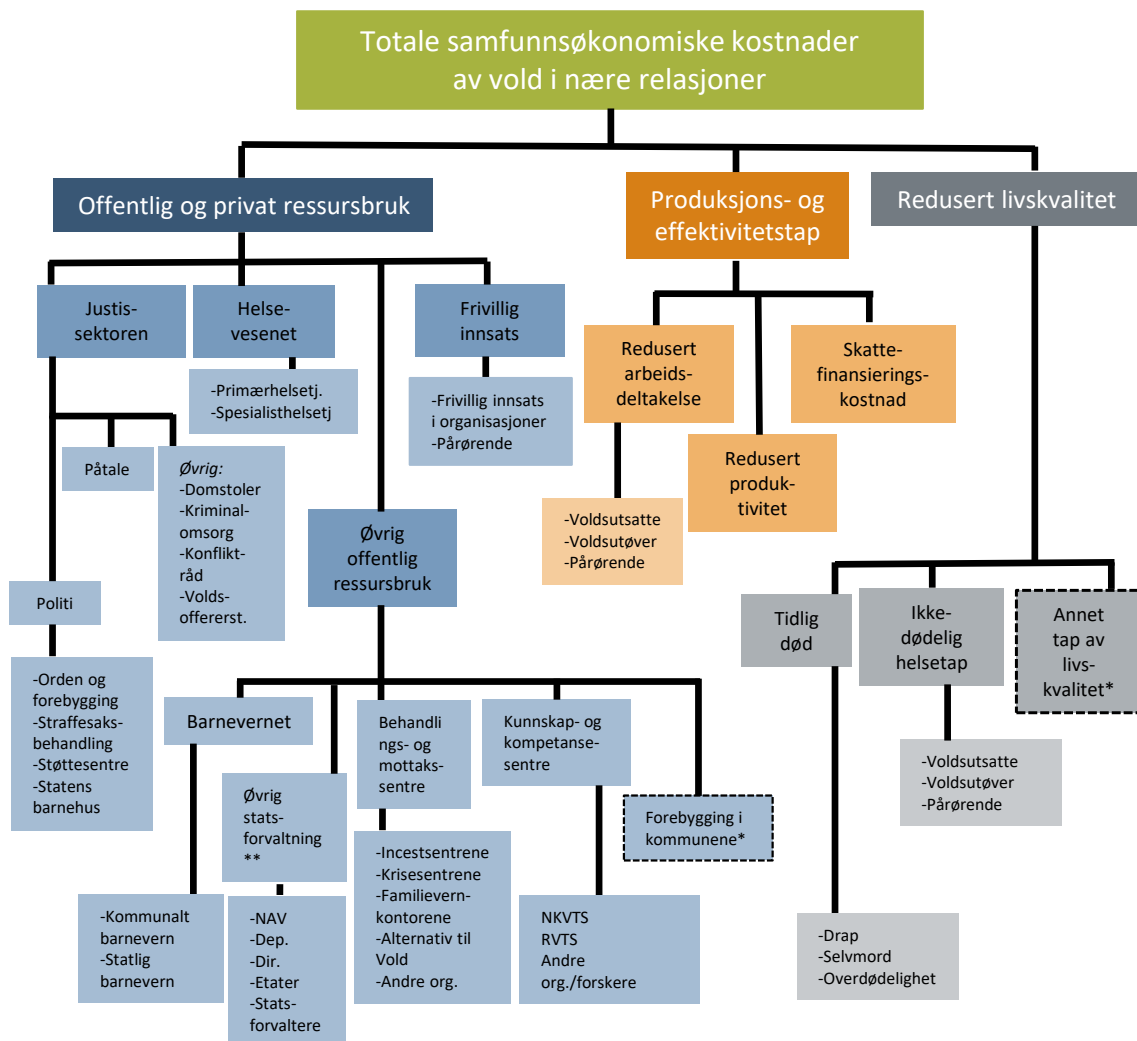 Totale samfunnsøkonomiske kostnader
av vold i nære relasjoner
Offentlig og privat ressursbruk
Produksjons- og
effektivitetstap
Redusert livskvalitet
Justis-
sektoren
Helse-
vesenet
Frivillig
innsats
Redusert
arbeids-
deltakelse
Skatte-
finansierings-
kostnad
-Primærhelsetj.
-Spesialisthelsetj
-Frivillig innsats
i organisasjoner
-Pårørende
Påtale
Øvrig:
-Domstoler
-Kriminal-
omsorg
-Konflikt-
råd
-Volds-
offererst.
Redusert
produk-
tivitet
-Voldsutsatte
-Voldsutøver
-Pårørende
Øvrig
offentlig
ressursbruk
Politi
-Orden og
forebygging
-Straffesaks-
behandling
-Støttesentre
-Statens
barnehus
Tidlig
død
Ikke-
dødelig
helsetap
Annet
tap av
livs-
kvalitet*
Barnevernet
Øvrig
stats-
forvaltning
**
Behandli
ngs- og
mottaks-
sentre
Kunnskap- og
kompetanse-
sentre
Forebygging i
kommunene*
-Voldsutsatte
-Voldsutøver
-Pårørende
-Kommunalt
barnevern
-Statlig
barnevern
-NAV
-Dep.
-Dir.
-Etater
-Stats-
forvaltere
-Incestsentrene
-Krisesentrene
-Familievern-
kontorene
-Alternativ til
Vold
-Andre org.
NKVTS
RVTS
Andre
org./forskere
-Drap
-Selvmord
-Overdødelighet